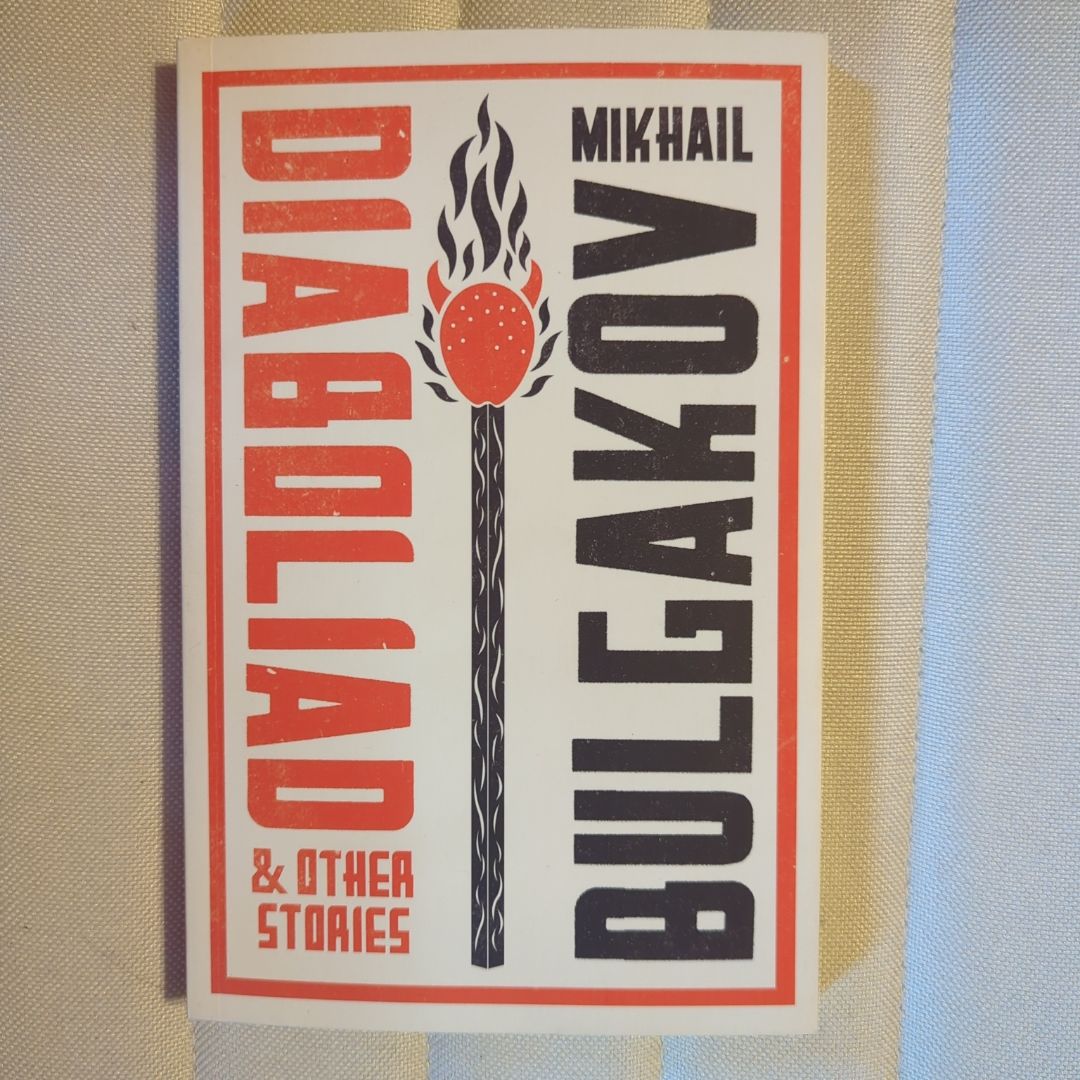 DIABOLIAD
& OTHER
STORIES
MIKHAIL
BULGAKOV